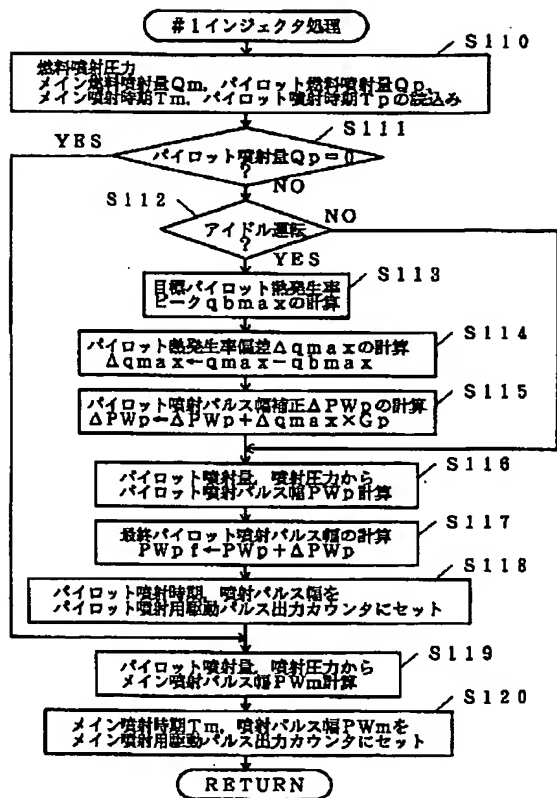 #1インジェクタ処理
S110
燃料噴射圧力
メイン燃料噴射量Qm,パイロット燃料噴射量Qp,
メイン噴射時期Tm,パイロット噴射時期Tpの読込み
S111
YES
パイロット噴射量Qp=0
?
NO
S112
NO
アイドル運転
?
YES
S113
目標パイロット熱発生率
ピークqbmaxの計算
S114
パイロット熱発生率偏差Δqmaxの計算
Δqmax←qmax−qbmax
S115
パイロット噴射パルス幅補正ΔPWpの計算
ΔPWp←ΔPWp+Δqmax×Gp
S116
パイロット噴射量,噴射圧力から
パイロット噴射パルス幅PWp計算
S117
最終パイロット噴射パルス幅の計算
PWpf←PWp+ΔPWp
S118
パイロット噴射時期,噴射パルス幅を
パイロット噴射用駆動パルス出力カウンタにセット
S119
パイロット噴射量,噴射圧力から
メイン噴射パルス幅PWm計算
S120
メイン噴射時期Tm,噴射パルス幅PWmを
メイン噴射用駆動パルス出力カウンタにセット
RETURN